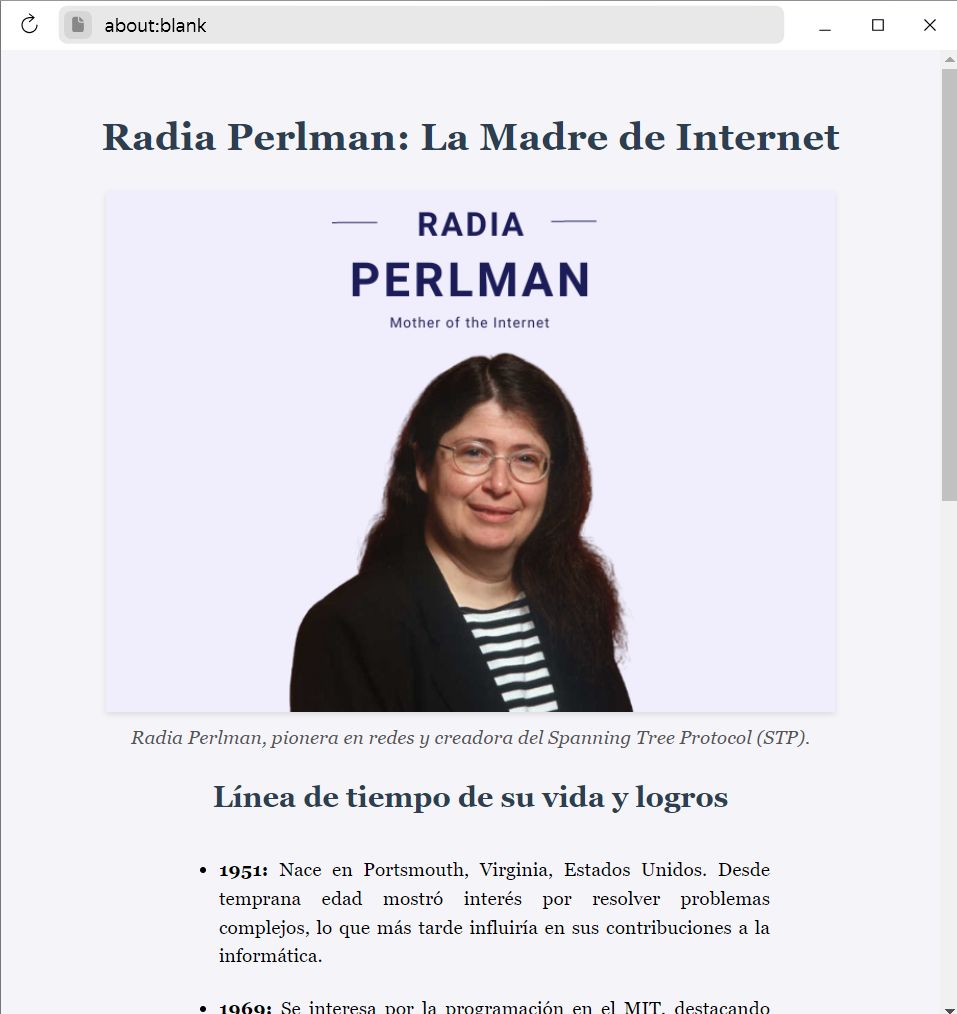 about:blank
Radia Perlman: La Madre de Internet
RADIA
PERLMAN
Mother of the Internet
Radia Perlman, pionera en redes y creadora del Spanning Tree Protocol (STP).
Línea de tiempo de su vida y logros
• 1951: Nace en Portsmouth, Virginia, Estados Unidos. Desde
temprana edad mostró interés por resolver problemas
complejos, lo que más tarde influiría en sus contribuciones a la
informática.
• 1969: Se interesa por la programación en el MIT, destacando